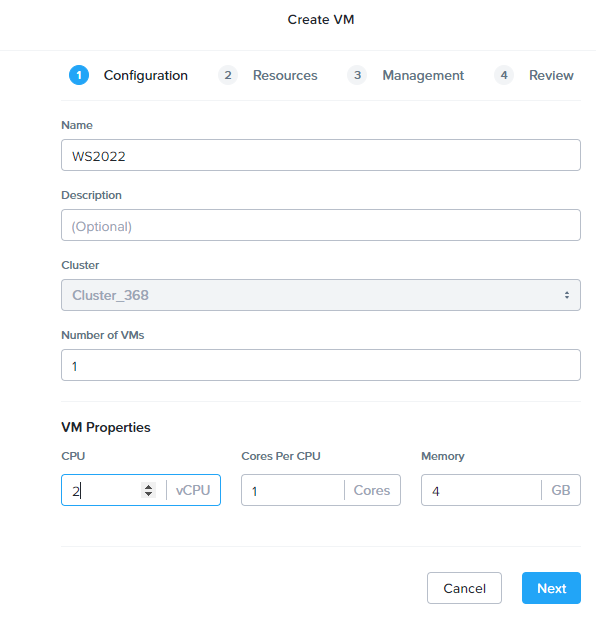 Create VM
1 Configuration 2 Resources 3 Management 4 Review
Name
WS2022
Description
(Optional)
Cluster
Cluster_368
Number of VMs
1
VM Properties
CPU Cores Per CPU Memory
2 vCPU 1 Cores 4 GB
Cancel Next